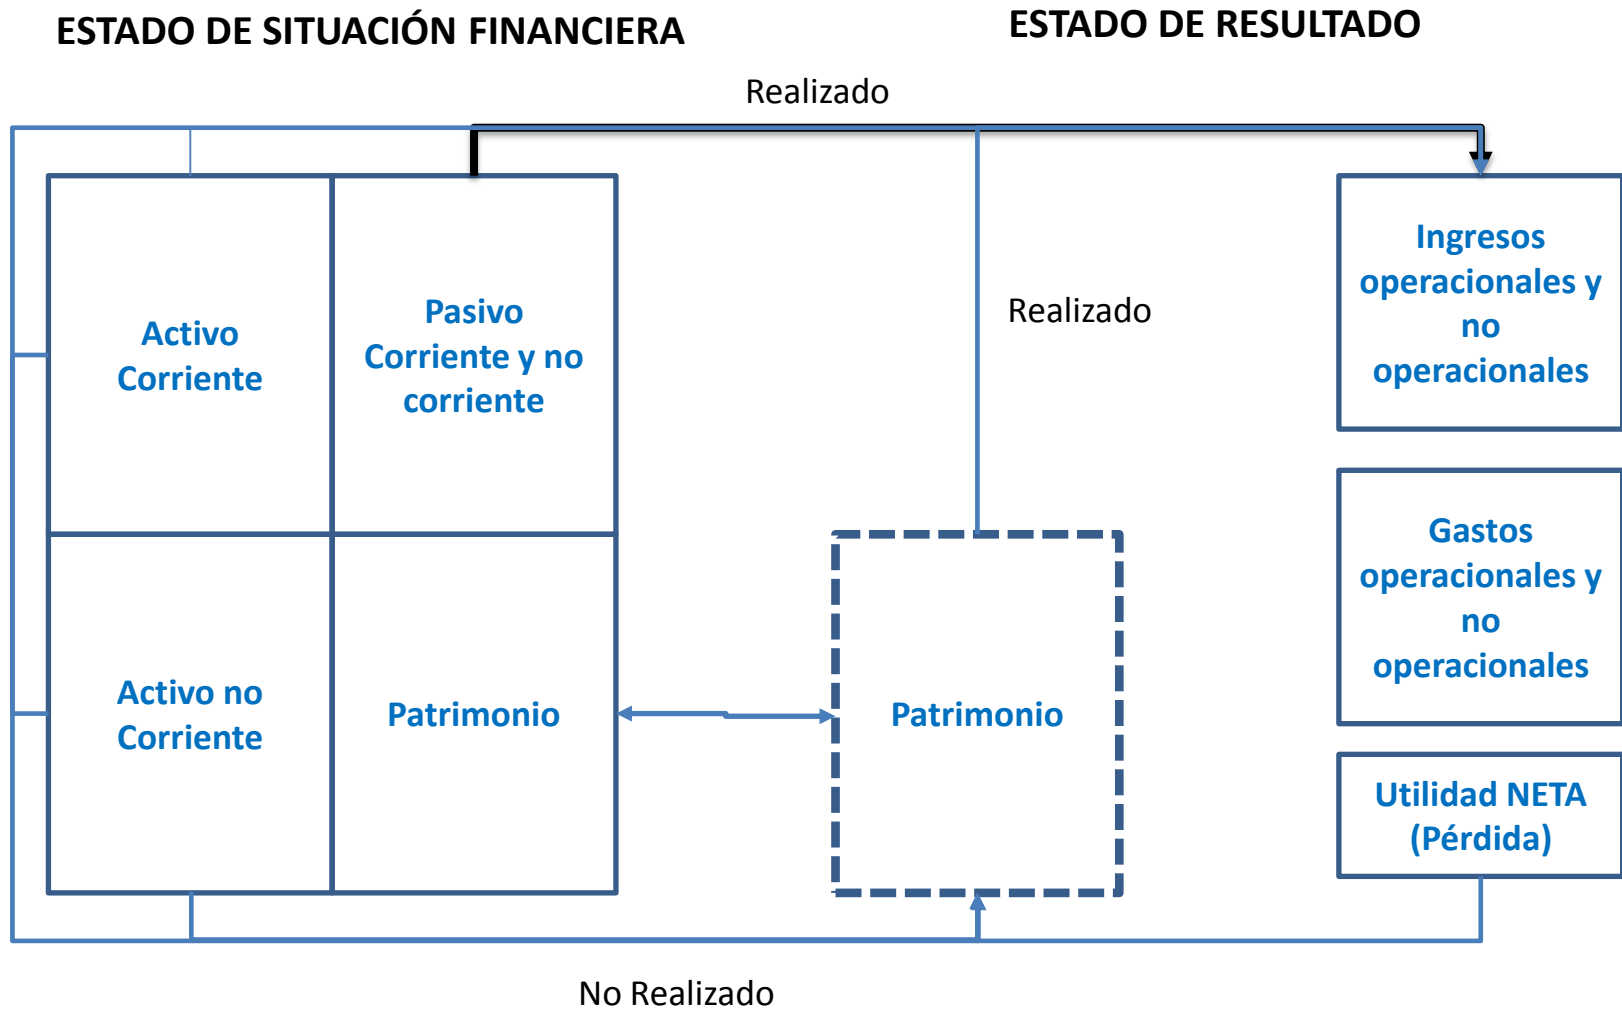 ESTADO DE SITUACIÓN FINANCIERA
ESTADO DE RESULTADO
Realizado
Activo
Corriente
Pasivo
Corriente y no
corriente
Realizado
Ingresos
operacionales y
no
operacionales
Gastos
operacionales y
no
operacionales
Activo no
Corriente
Patrimonio
Patrimonio
Utilidad NETA
(Pérdida)
No Realizado